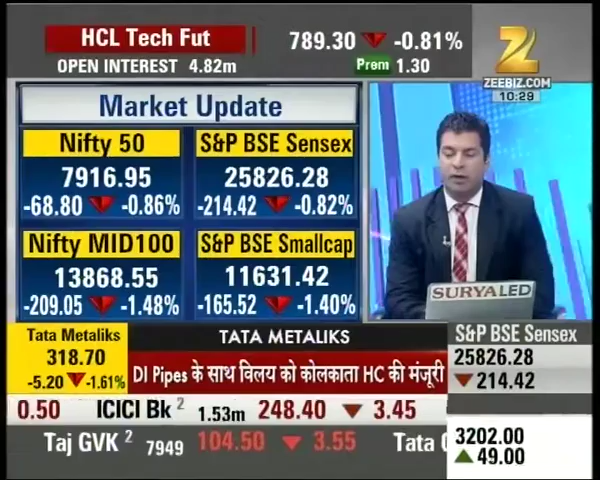 HCL Tech Fut
789.30 -0.81%
OPEN INTEREST 4.82m
Prem 1.30
ZEEBIZ.COM
10:29
Market Update
Nifty 50
7916.95
-68.80 -0.86%
S&P BSE Sensex
25826.28
-214.42 -0.82%
Nifty MID100
13868.55
-209.05 -1.48%
S&P BSE Smallcap
11631.42
-165.52 -1.40%
SURYA LED
Tata Metaliks
318.70
-5.20 -1.61%
TATA METALIKS
DI Pipes के साथ विलय को कोलकाता HC की मंजूरी
S&P BSE Sensex
25826.28
214.42
0.50 ICICI Bk 2 1.53m 248.40 3.45
Taj GVK 2 7949 104.50 3.55 Tata
3202.00
49.00